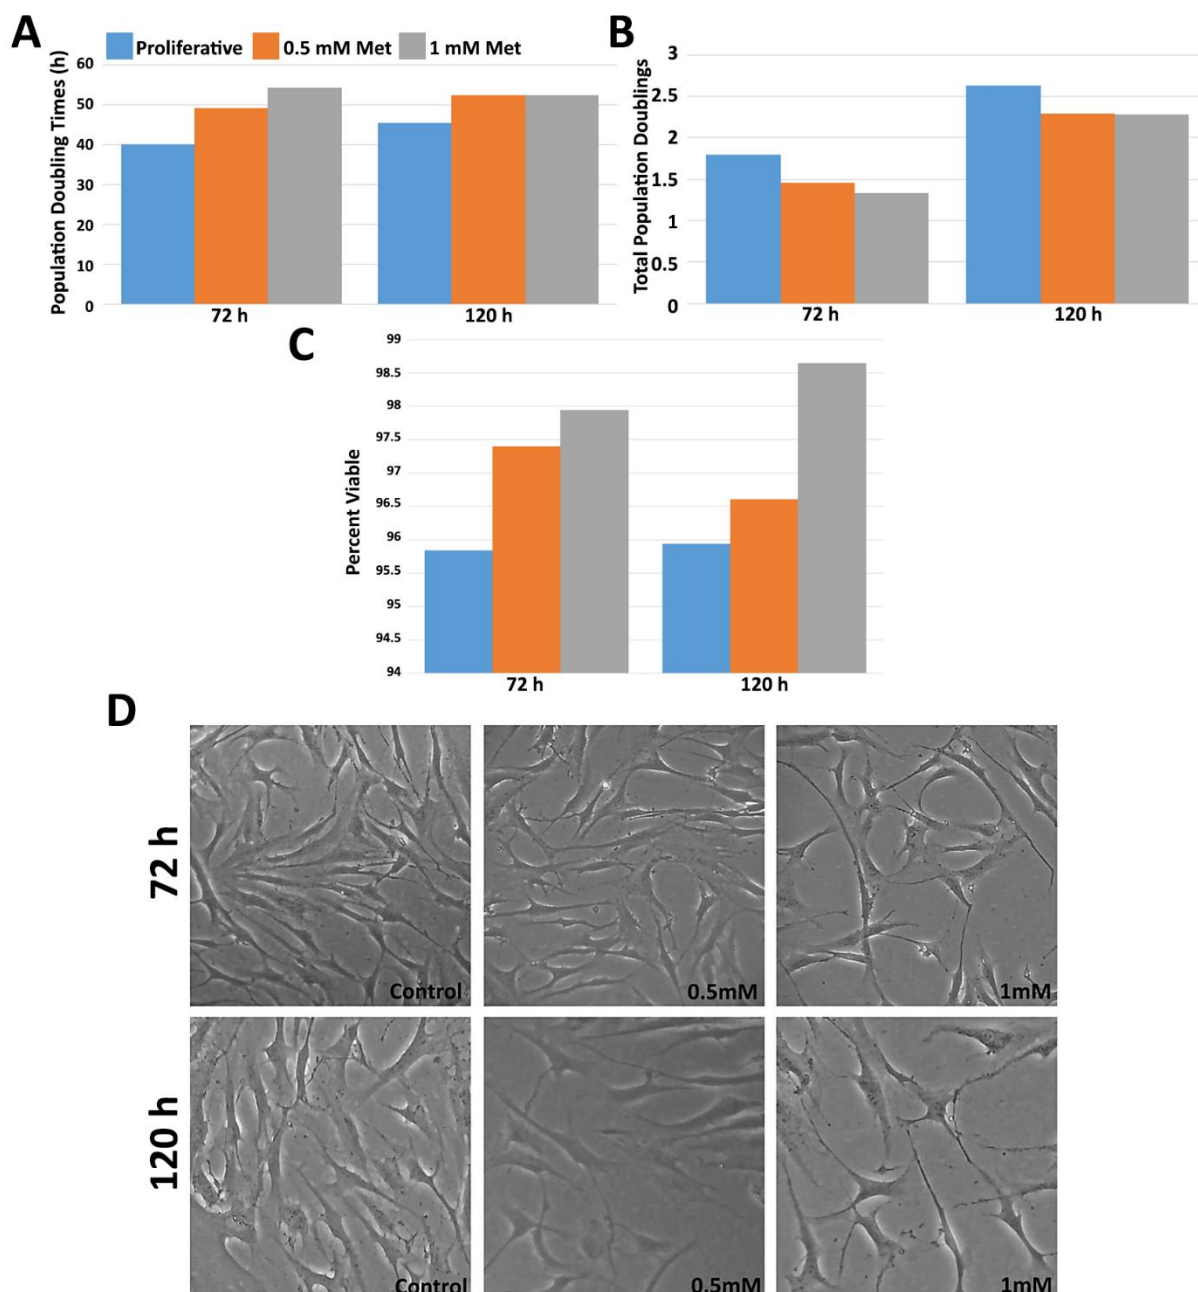 A
Proliferative 0.5 mM Met 1 mM Met
Population Doubling Times (h)
60
50
40
30
20
10
0
72 h 120 h
B
Total Population Doublings
3
2.5
2
1.5
1
0.5
0
72 h 120 h
C
Percent Viable
99
98.5
98
97.5
97
96.5
96
95.5
95
94.5
94
72 h 120 h
D
72 h
Control 0.5mM 1mM
120 h
Control 0.5mM 1mM